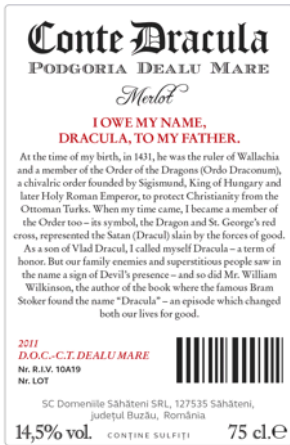 Conte Dracula
PODGORIA DEALU MARE
Merlot
I OWE MY NAME,
DRACULA, TO MY FATHER.
At the time of my birth, in 1431, he was the ruler of Wallachia
and a member of the Order of the Dragons (Ordo Draconum),
a chivalric order founded by Sigismund, King of Hungary and
later Holy Roman Emperor, to protect Christianity from the
Ottoman Turks. When my time came, I became a member of
the Order too – its symbol, the Dragon and St. George's red
cross, represented the Satan (Dracul) slain by the forces of good.
As a son of Vlad Dracul, I called myself Dracula – a term of
honor. But our family enemies and superstitious people saw in
the name a sign of Devil's presence – and so did Mr. William
Wilkinson, the author of the book where the famous Bram
Stoker found the name “Dracula” – an episode which changed
both our lives for good.
2011
D.O.C.-C.T. DEALU MARE
Nr. R.I.V. 10A19
Nr. LOT
SC Domeniile Săhăteni SRL, 127535 Săhăteni,
județul Buzău, România
14,5% vol. CONȚINE SULFIȚI 75 cl.e